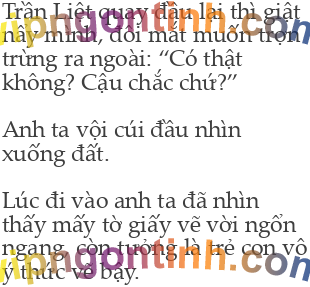 Trần Liệt quay đầu lại thì giật
nảy mình, đôi mắt muốn trợn
trừng ra ngoài: “Có thật
không? Cậu chắc chứ?”
Anh ta vội cúi đầu nhìn
xuống đất.
Lúc đi vào anh ta đã nhìn
thấy mấy tờ giấy vẽ vời ngổn
ngang, còn tưởng là trẻ con vô
ý thức vẽ bậy.